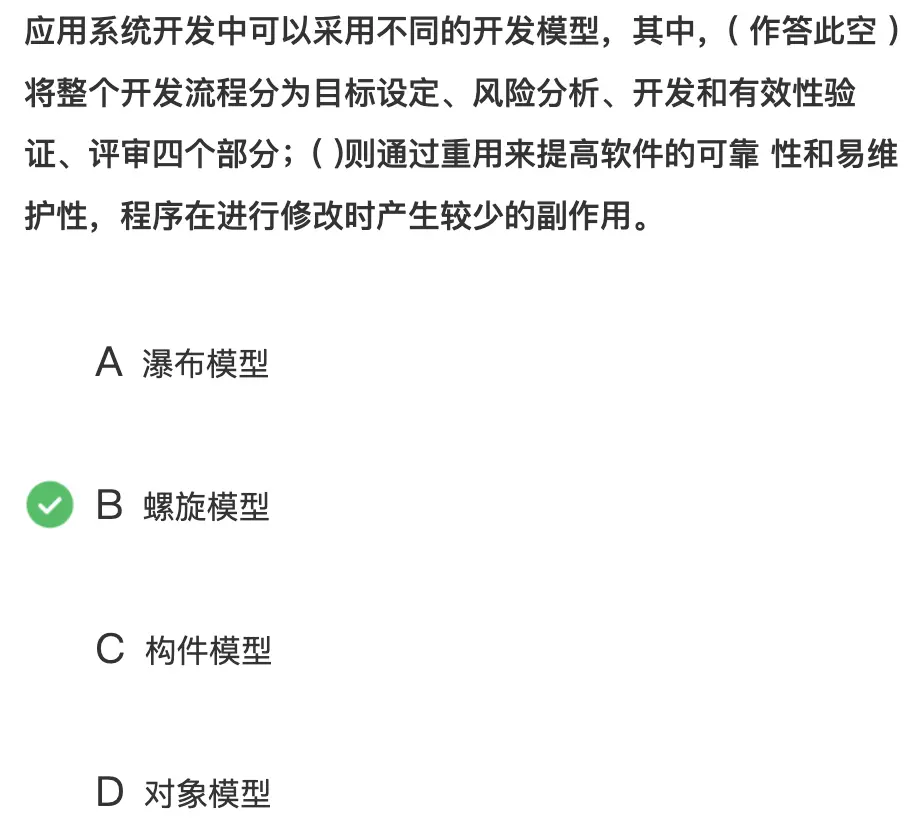 应用系统开发中可以采用不同的开发模型，其中，（ 作答此空 ）
将整个开发流程分为目标设定、风险分析、开发和有效性验
证、评审四个部分；( )则通过重用来提高软件的可靠 性和易维
护性，程序在进行修改时产生较少的副作用。
A 瀑布模型
B 螺旋模型
C 构件模型
D 对象模型